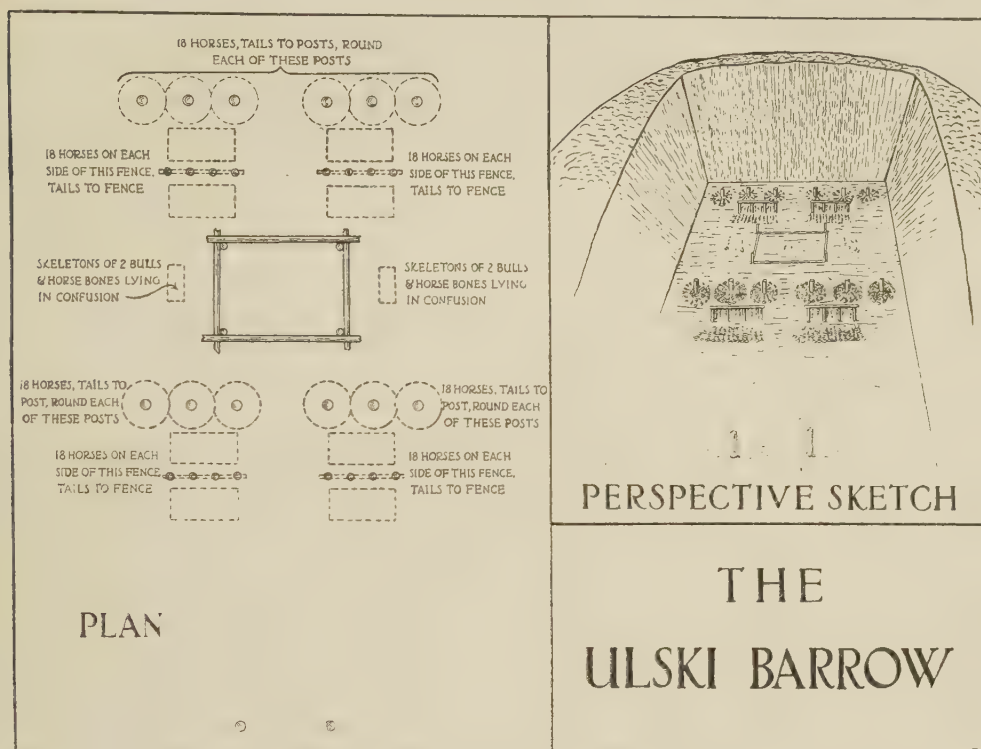 18 HORSES, TAILS TO POSTS, ROUND
EACH OF THESE POSTS
18 HORSES ON EACH
SIDE OF THIS FENCE,
TAILS TO FENCE
18 HORSES ON EACH
SIDE OF THIS FENCE,
TAILS TO FENCE
SKELETONS OF 2 BULLS
& HORSE BONES LYING
IN CONFUSION
SKELETONS OF 2 BULLS
& HORSE BONES LYING
IN CONFUSION
18 HORSES, TAILS TO
POST, ROUND EACH
OF THESE POSTS
18 HORSES, TAILS TO
POST, ROUND EACH
OF THESE POSTS
18 HORSES ON EACH
SIDE OF THIS FENCE
TAILS TO FENCE
18 HORSES ON EACH
SIDE OF THIS FENCE,
TAILS TO FENCE
PLAN
PERSPECTIVE SKETCH
THE
ULSKI BARROW